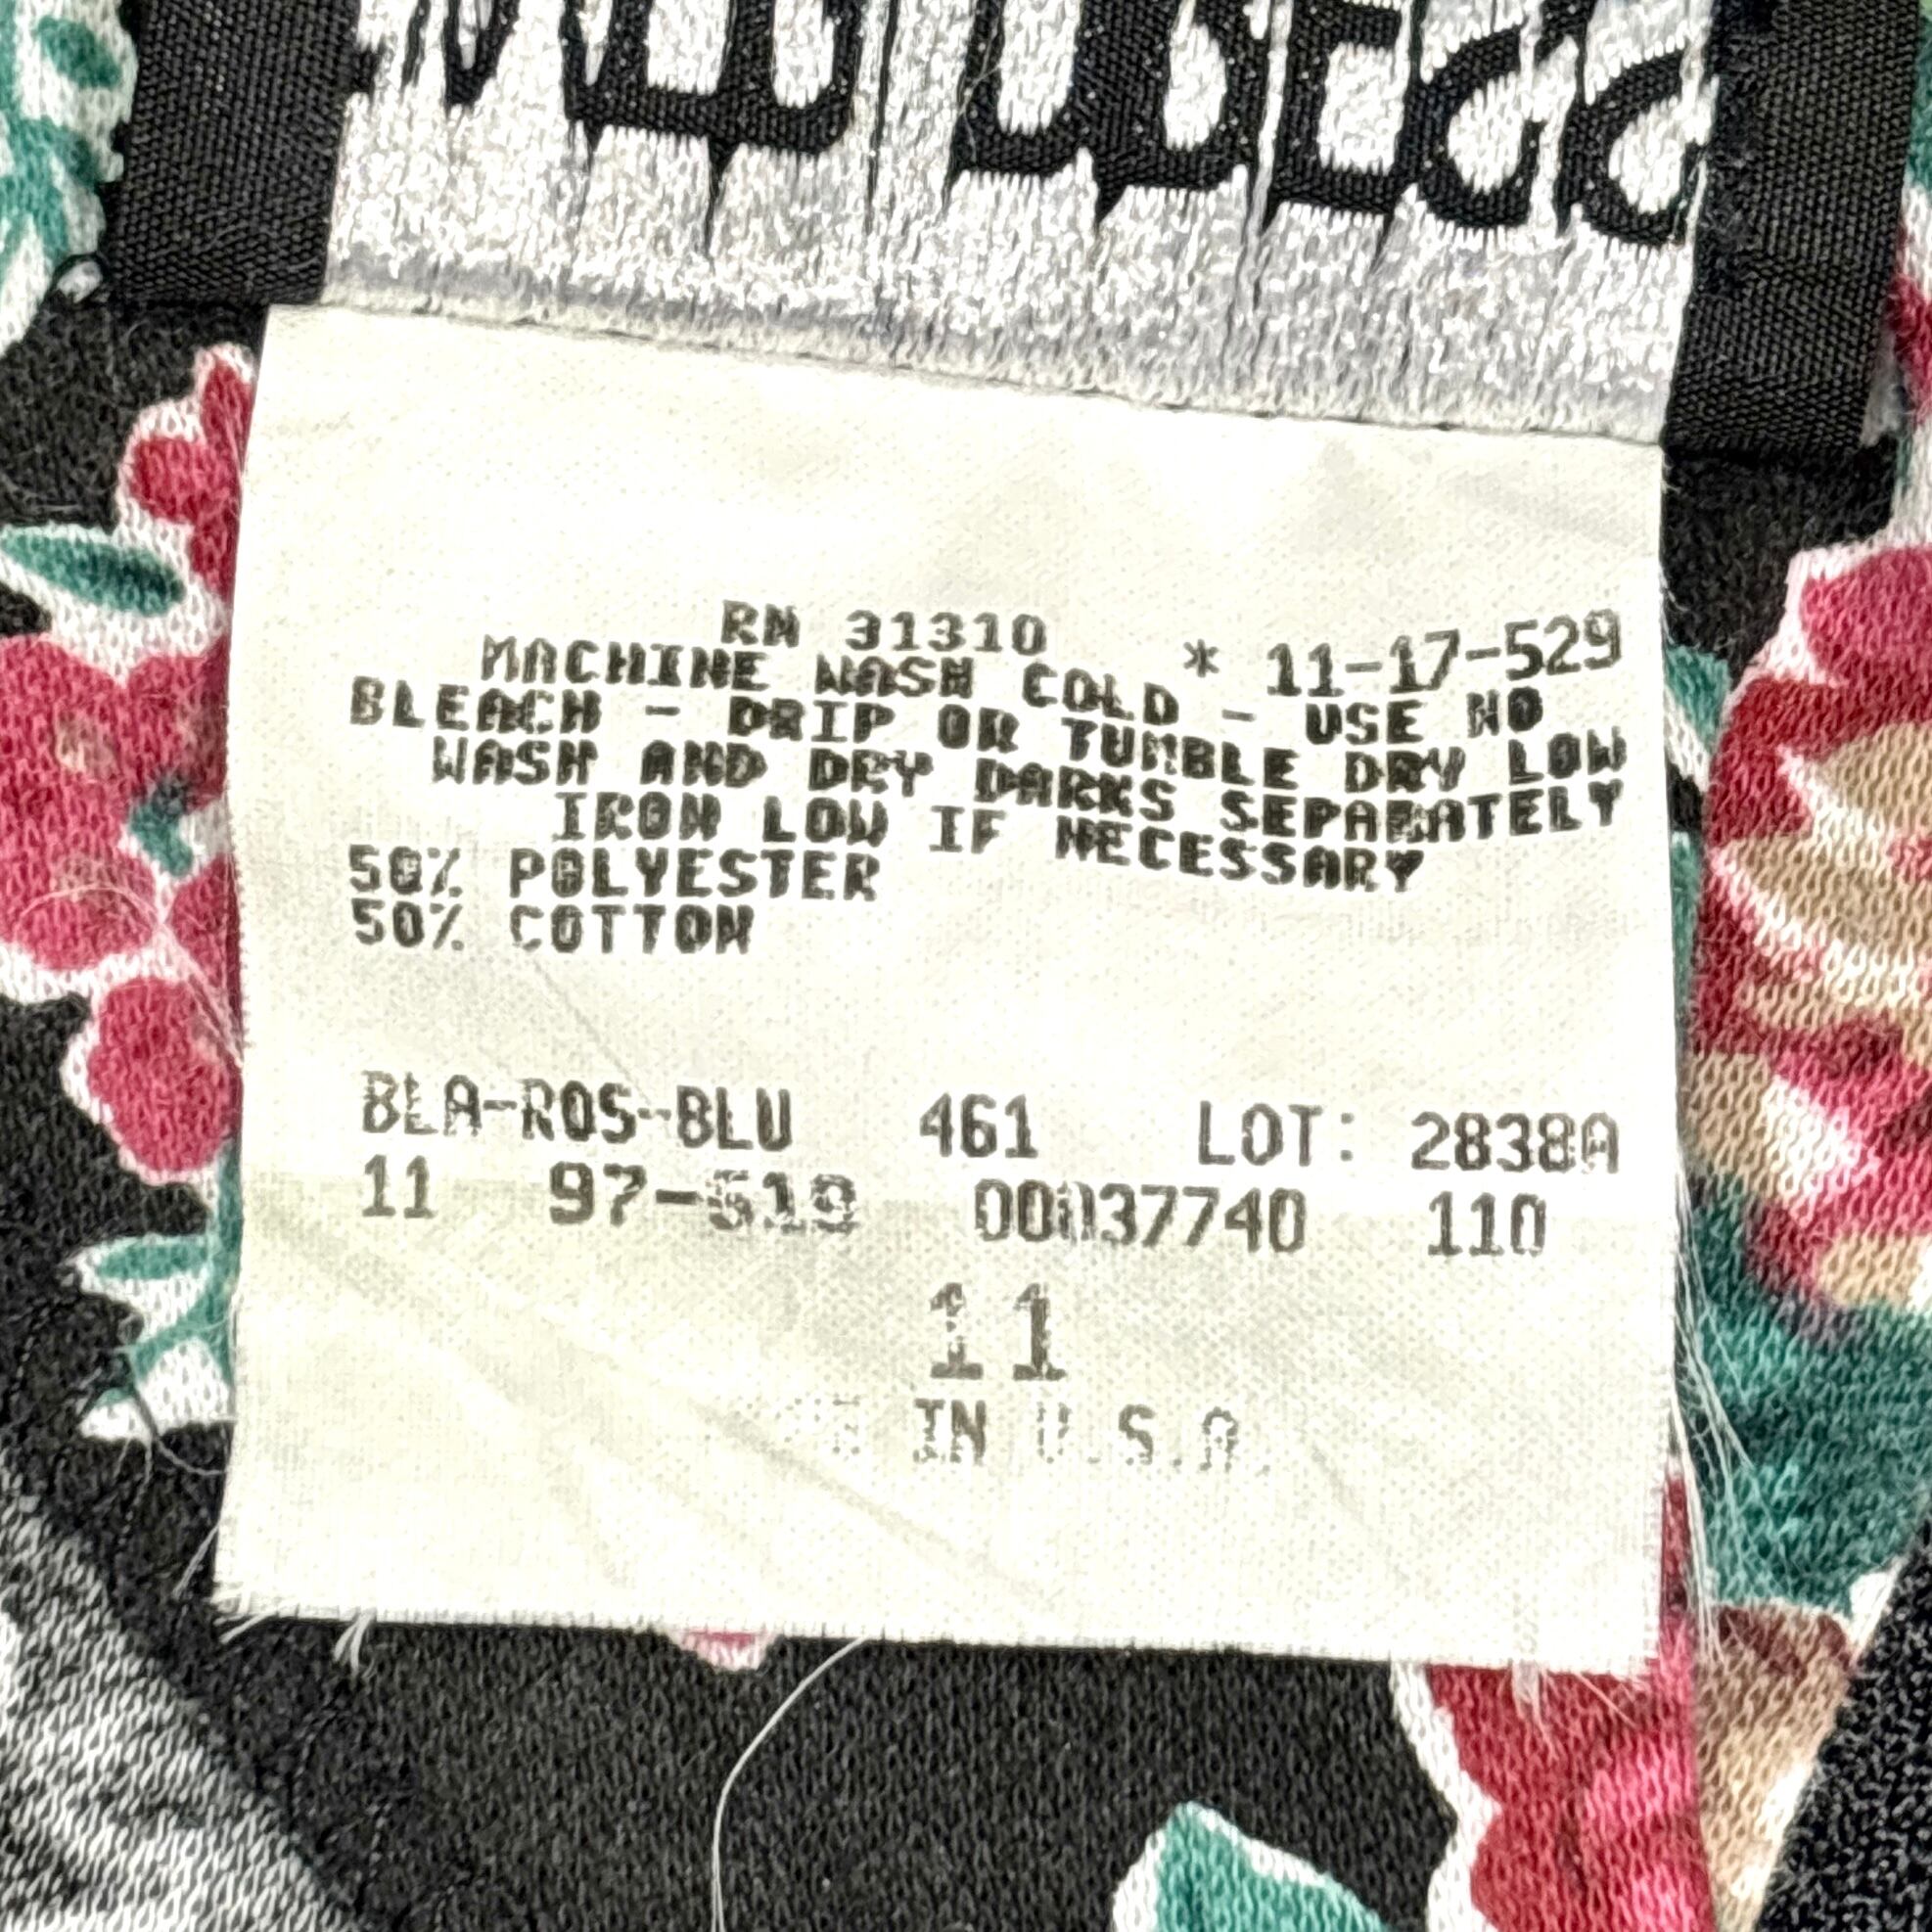 RN 31310 * 11-17-529
MACHINE WASH COLD - USE NO
BLEACH - DRIP OR TUMBLE DRY LOW
WASH AND DRY DARKS SEPARATELY
IRON LOW IF NECESSARY
50% POLYESTER
50% COTTON
BLA-ROS-BLU 461 LOT: 2838A
11 97-519 00037740 110
11
IN U.S.A.